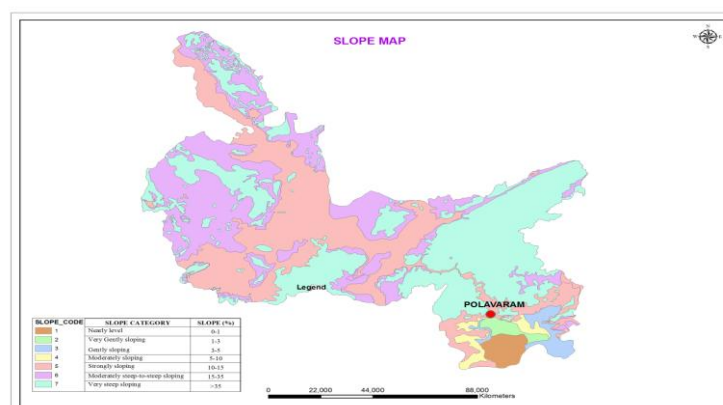 SLOPE MAP
N
W E
S
Legend
POLAVARAM
SLOPE_CODE SLOPE CATEGORY SLOPE (%)
1 Nearly level 0-1
2 Very Gently sloping 1-3
3 Gently sloping 3-5
4 Moderately sloping 5-10
5 Strongly sloping 10-15
6 Moderately steep-to-steep sloping 15-35
7 Very steep sloping >35
0 22,000 44,000 88,000
Kilometers